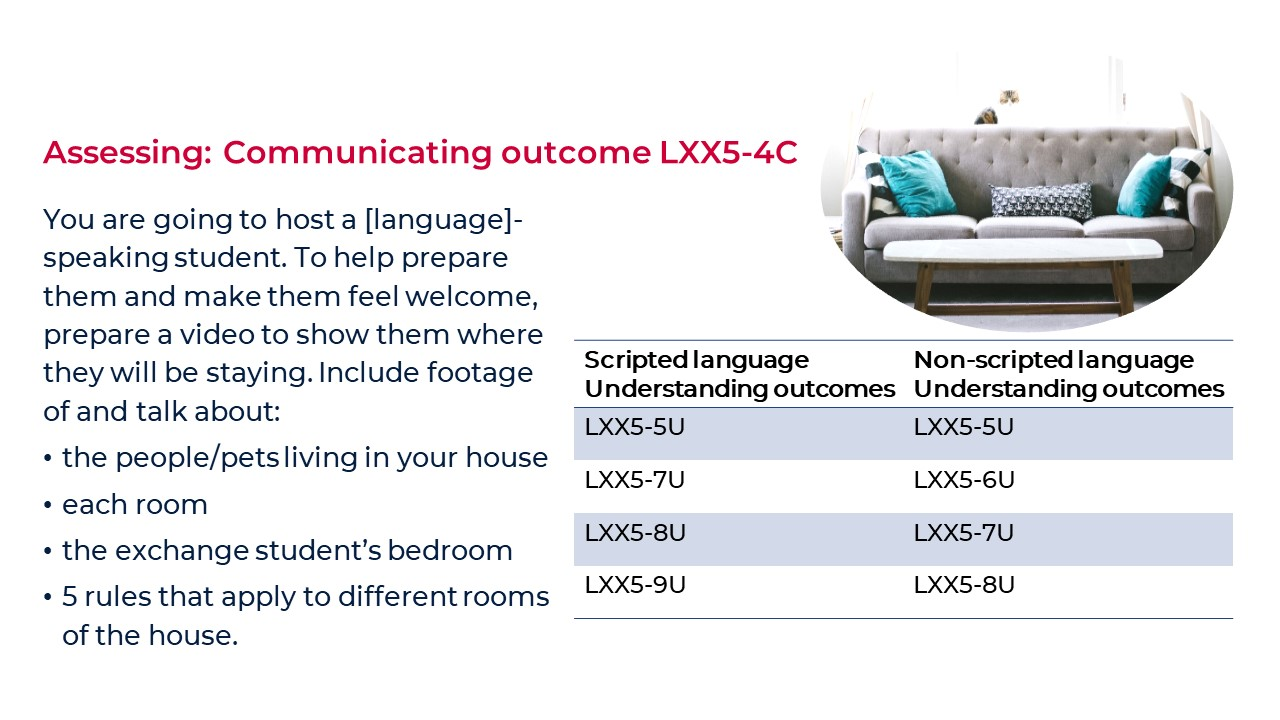 Assessing: Communicating outcome LXX5-4C
You are going to host a [language]-
speaking student. To help prepare
them and make them feel welcome,
prepare a video to show them where
they will be staying. Include footage
of and talk about:
• the people/pets living in your house
• each room
• the exchange student’s bedroom
• 5 rules that apply to different rooms
of the house.
Scripted language Non-scripted language
Understanding outcomes Understanding outcomes
LXX5-5U LXX5-5U
LXX5-7U LXX5-6U
LXX5-8U LXX5-7U
LXX5-9U LXX5-8U